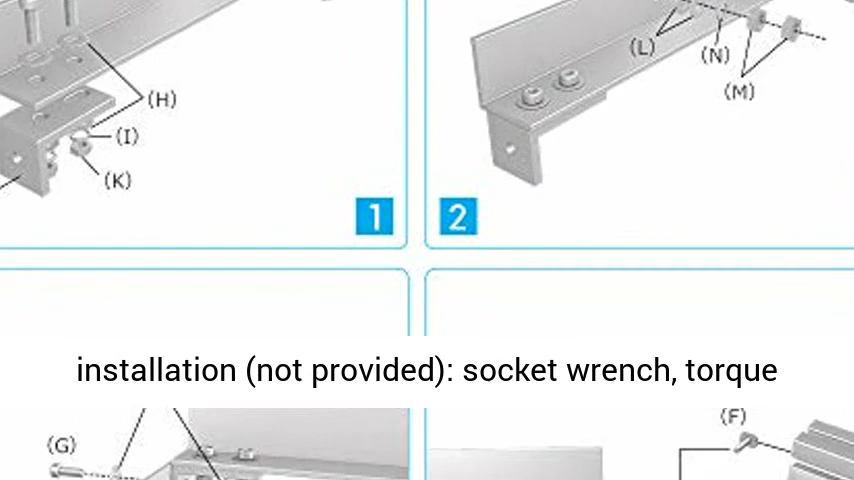 (L)
(N)
(M)
(H)
(I)
(K)
1
2
installation (not provided): socket wrench, torque
(F)
(G)